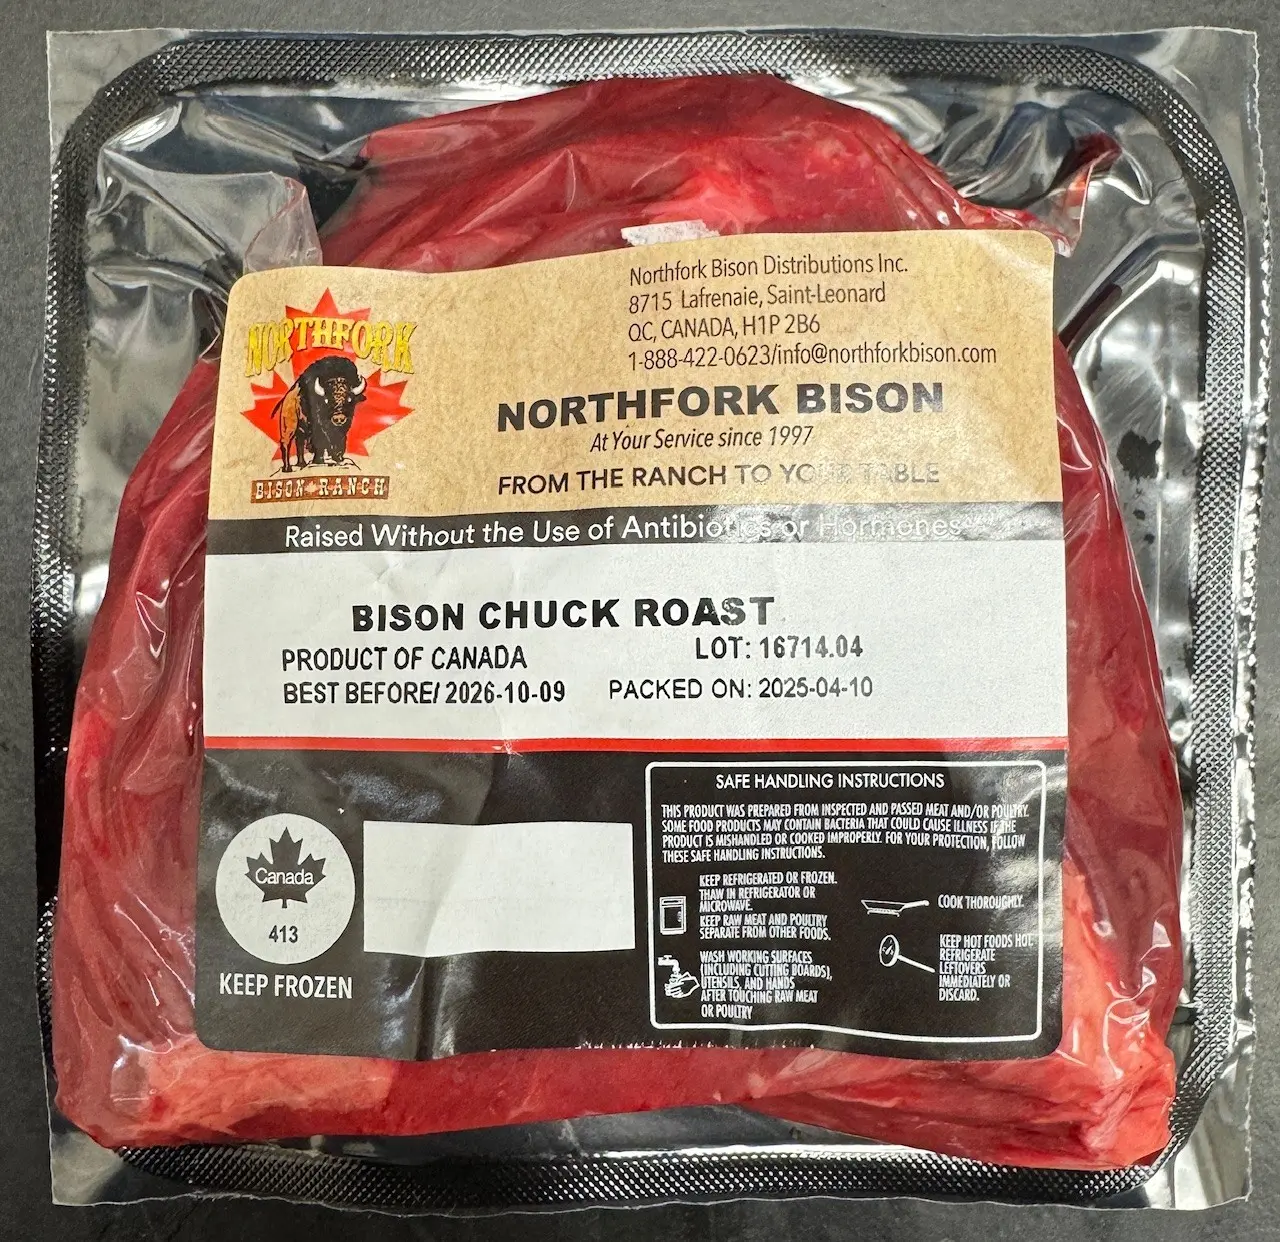 Northfork Bison Distributions Inc.
8715 Lafrenaie, Saint-Leonard
QC, CANADA, H1P 2B6
1-888-422-0623/info@northforkbison.com
NORTHFORK
BISON RANCH
NORTHFORK BISON
At Your Service since 1997
FROM THE RANCH TO YOUR TABLE
Raised Without the Use of Antibiotics or Hormones
BISON CHUCK ROAST
PRODUCT OF CANADA
LOT: 16714.04
BEST BEFORE/ 2026-10-09
PACKED ON: 2025-04-10
Canada
413
KEEP FROZEN
SAFE HANDLING INSTRUCTIONS
THIS PRODUCT WAS PREPARED FROM INSPECTED AND PASSED MEAT AND/OR POULTRY.
SOME FOOD PRODUCTS MAY CONTAIN BACTERIA THAT COULD CAUSE ILLNESS IF THE
PRODUCT IS MISHANDLED OR COOKED IMPROPERLY. FOR YOUR PROTECTION, FOLLOW
THESE SAFE HANDLING INSTRUCTIONS.
KEEP REFRIGERATED OR FROZEN.
THAW IN REFRIGERATOR OR
MICROWAVE.
KEEP RAW MEAT AND POULTRY
SEPARATE FROM OTHER FOODS.
WASH WORKING SURFACES
(INCLUDING CUTTING BOARDS),
UTENSILS, AND HANDS
AFTER TOUCHING RAW MEAT
OR POULTRY
COOK THOROUGHLY.
KEEP HOT FOODS HOT.
REFRIGERATE
LEFTOVERS
IMMEDIATELY OR
DISCARD.